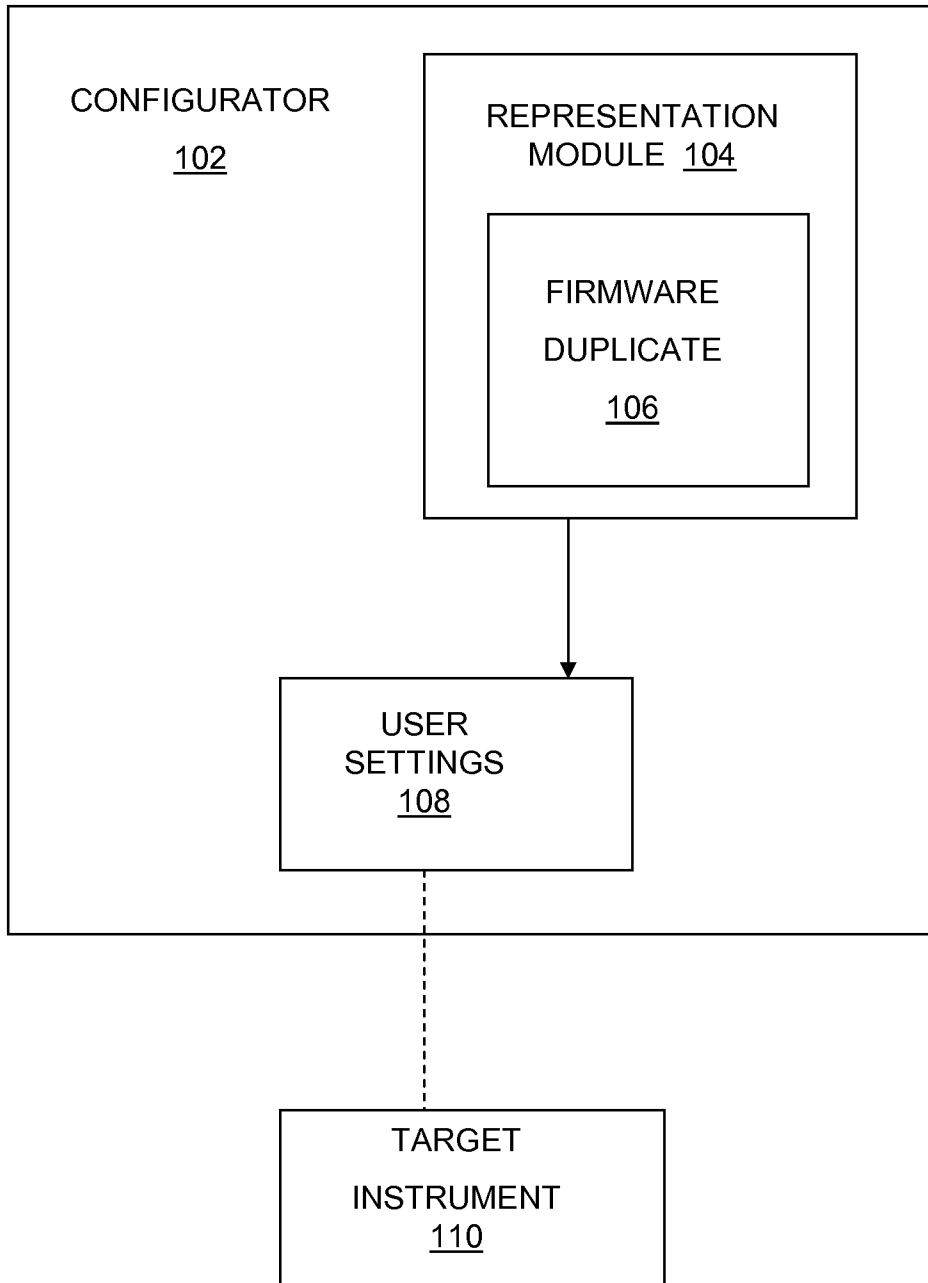 CONFIGURATOR
102
REPRESENTATION
MODULE 104
FIRMWARE
DUPLICATE
106
USER
SETTINGS
108
TARGET
INSTRUMENT
110